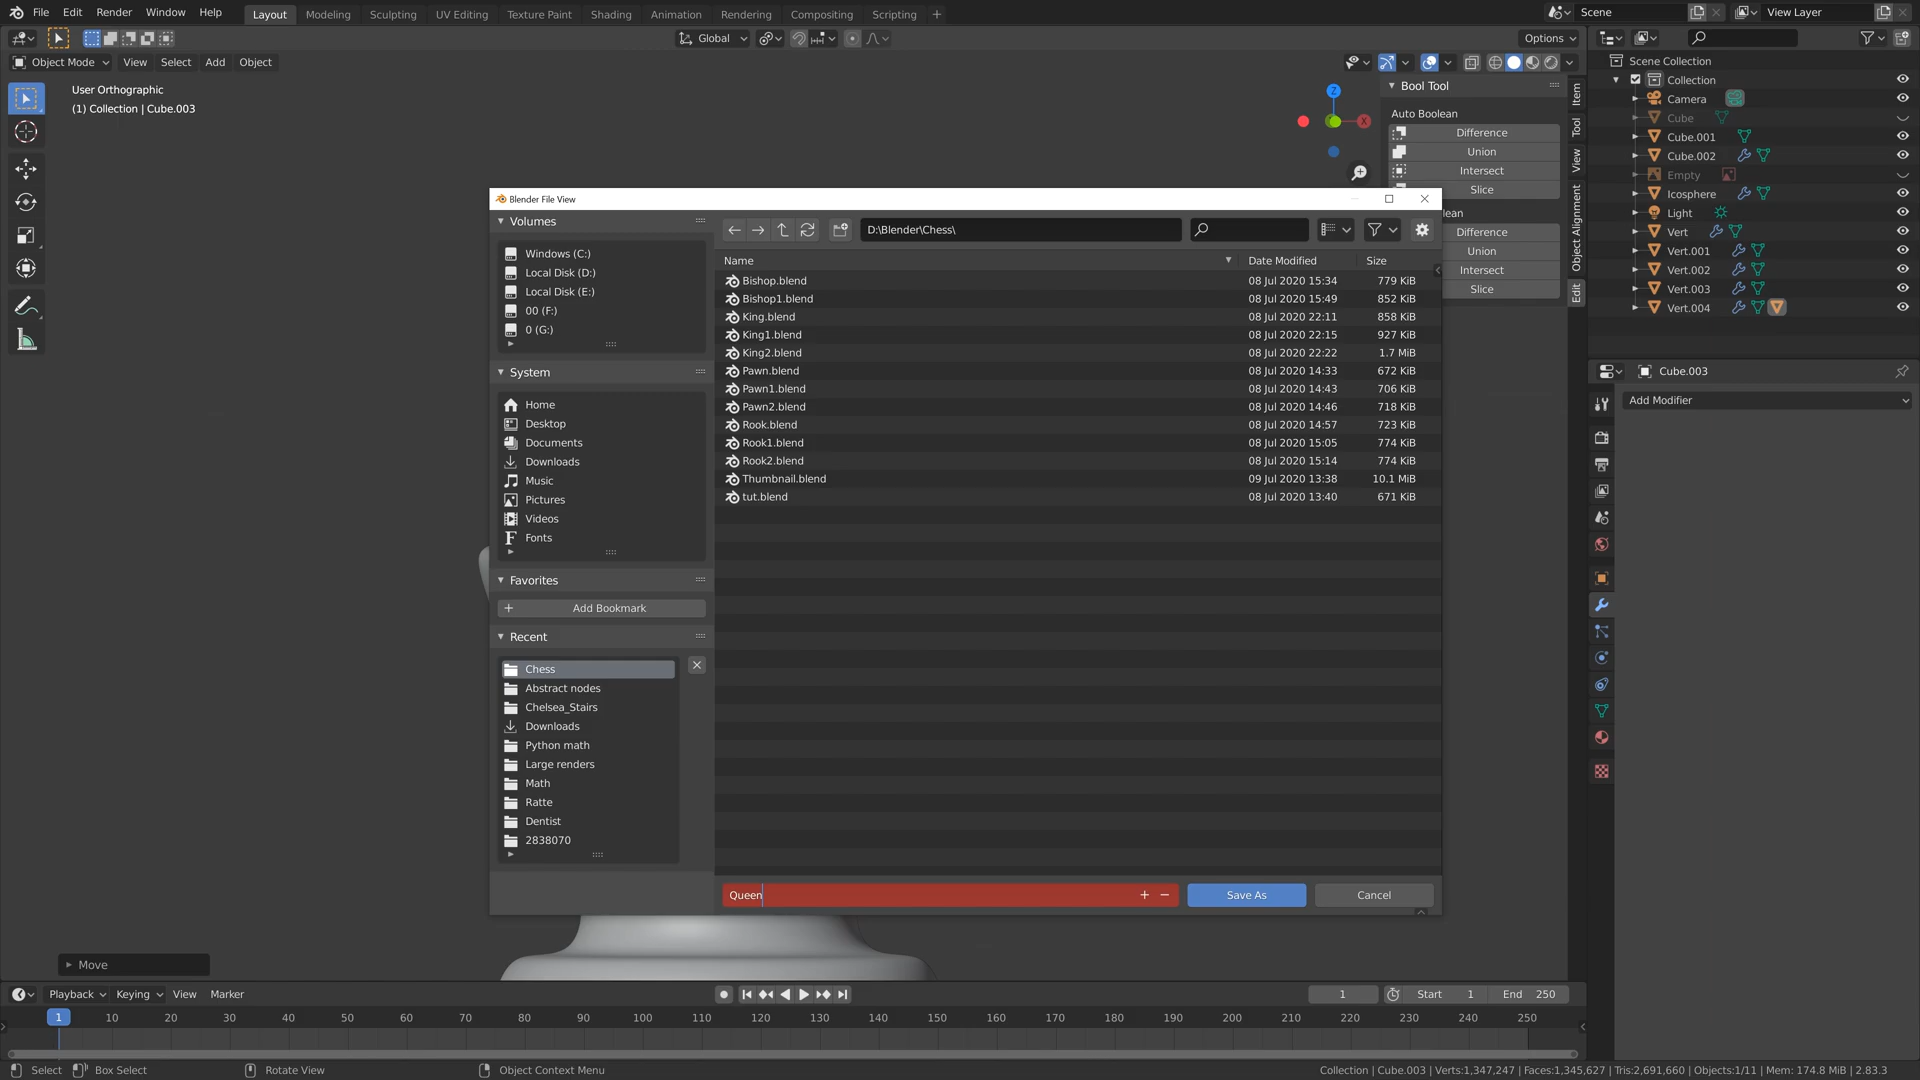 File Edit Render Window Help
Layout Modeling Sculpting UV Editing Texture Paint Shading Animation Rendering Compositing Scripting +
Scene
View Layer
Global
Options
Object Mode View Select Add Object
User Orthographic
(1) Collection | Cube.003
Z
X
Bool Tool
Auto Boolean
Difference
Union
Intersect
Slice
lean
Difference
Union
Intersect
Slice
Item
Tool
View
Object Alignment
Edit
Scene Collection
Collection
Camera
Cube
Cube.001
Cube.002
Empty
Icosphere
Light
Vert
Vert.001
Vert.002
Vert.003
Vert.004
Cube.003
Add Modifier
Blender File View
Volumes
Windows (C:)
Local Disk (D:)
Local Disk (E:)
00 (F:)
0 (G:)
System
Home
Desktop
Documents
Downloads
Music
Pictures
Videos
Fonts
Favorites
Add Bookmark
Recent
Chess
Abstract nodes
Chelsea_Stairs
Downloads
Python math
Large renders
Math
Ratte
Dentist
2838070
D:\Blender\Chess\
Name Date Modified Size
Bishop.blend 08 Jul 2020 15:34 779 KiB
Bishop1.blend 08 Jul 2020 15:49 852 KiB
King.blend 08 Jul 2020 22:11 858 KiB
King1.blend 08 Jul 2020 22:15 927 KiB
King2.blend 08 Jul 2020 22:22 1.7 MiB
Pawn.blend 08 Jul 2020 14:33 672 KiB
Pawn1.blend 08 Jul 2020 14:43 706 KiB
Pawn2.blend 08 Jul 2020 14:46 718 KiB
Rook.blend 08 Jul 2020 14:57 723 KiB
Rook1.blend 08 Jul 2020 15:05 774 KiB
Rook2.blend 08 Jul 2020 15:14 774 KiB
Thumbnail.blend 09 Jul 2020 13:38 10.1 MiB
tut.blend 08 Jul 2020 13:40 671 KiB
Queen
Save As
Cancel
Move
Playback Keying View Marker
1
Start 1
End 250
1 10 20 30 40 50 60 70 80 90 100 110 120 130 140 150 160 170 180 190 200 210 220 230 240 250
Select Box Select Rotate View Object Context Menu
Collection | Cube.003 | Verts:1,347,247 | Faces:1,345,627 | Tris:2,691,660 | Objects:1/11 | Mem: 174.8 MiB | 2.83.3